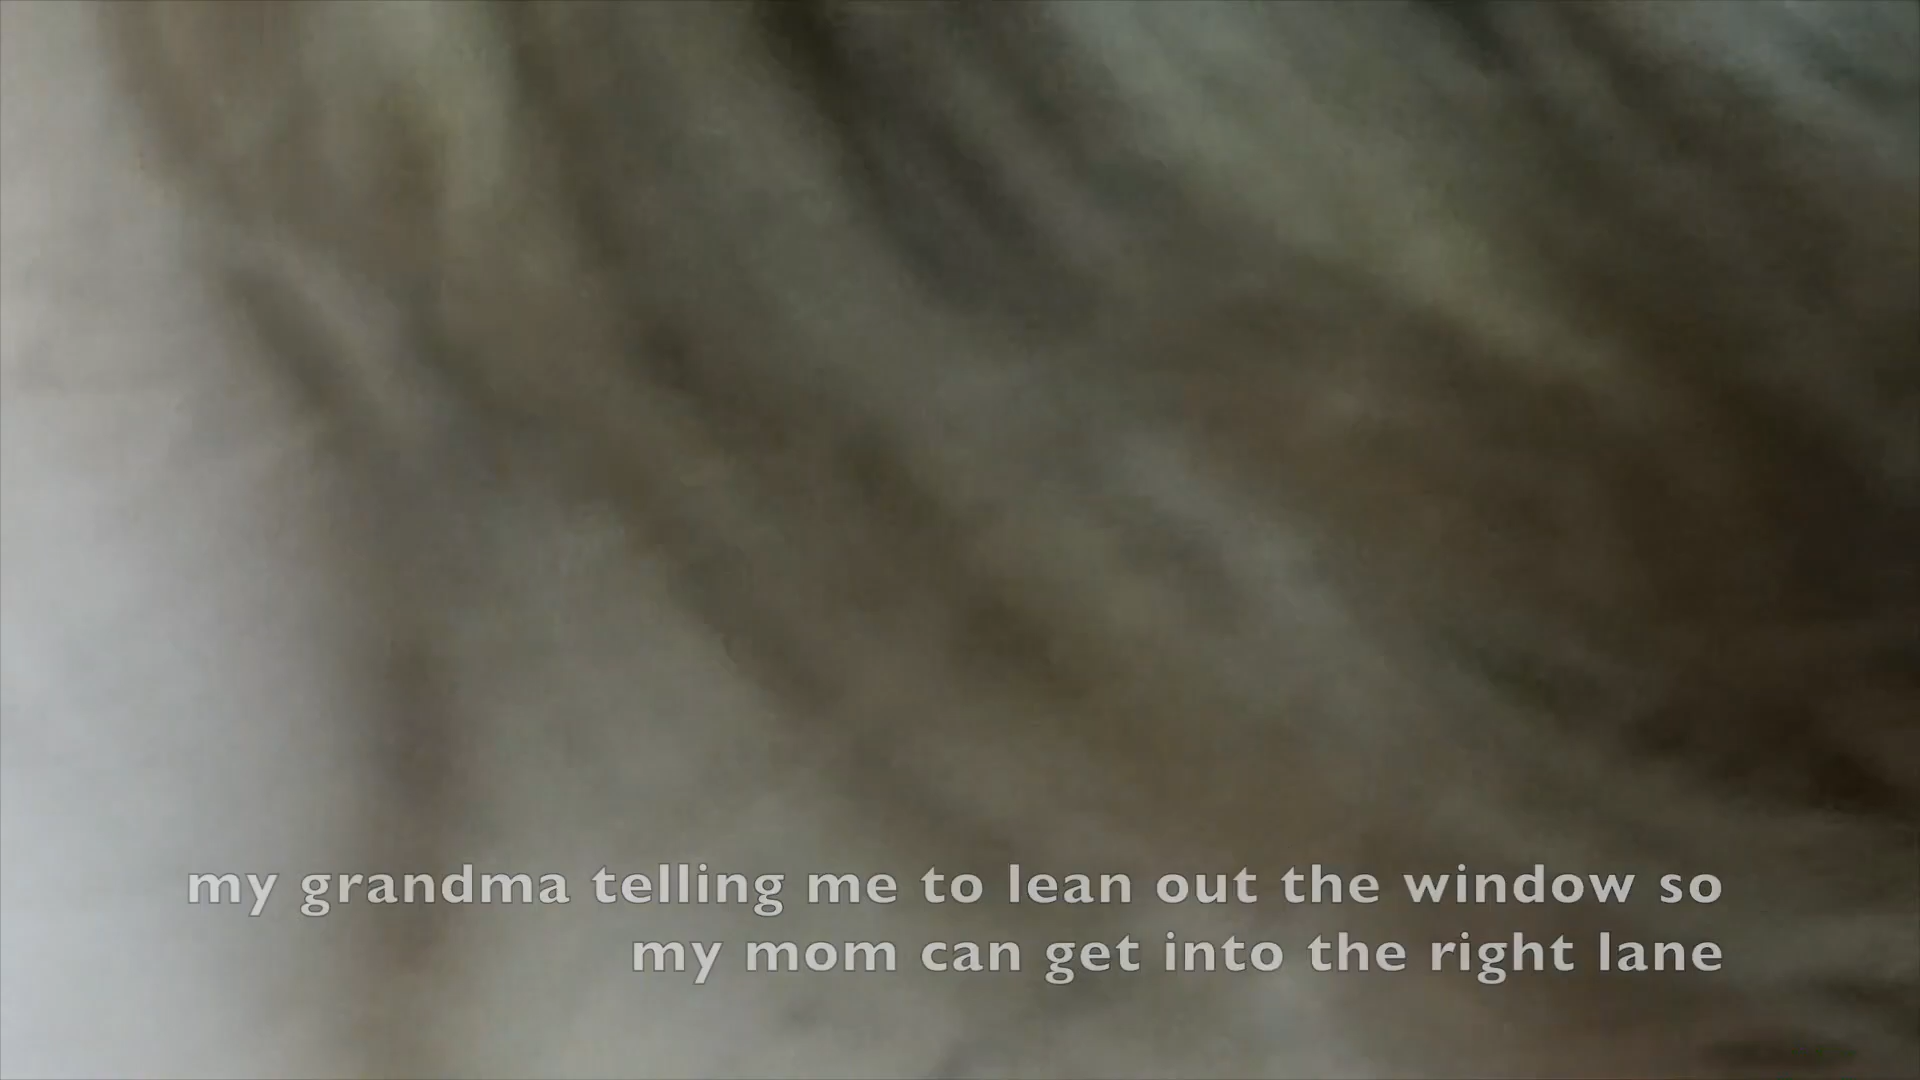 my grandma telling me to lean out the window so
my mom can get into the right lane